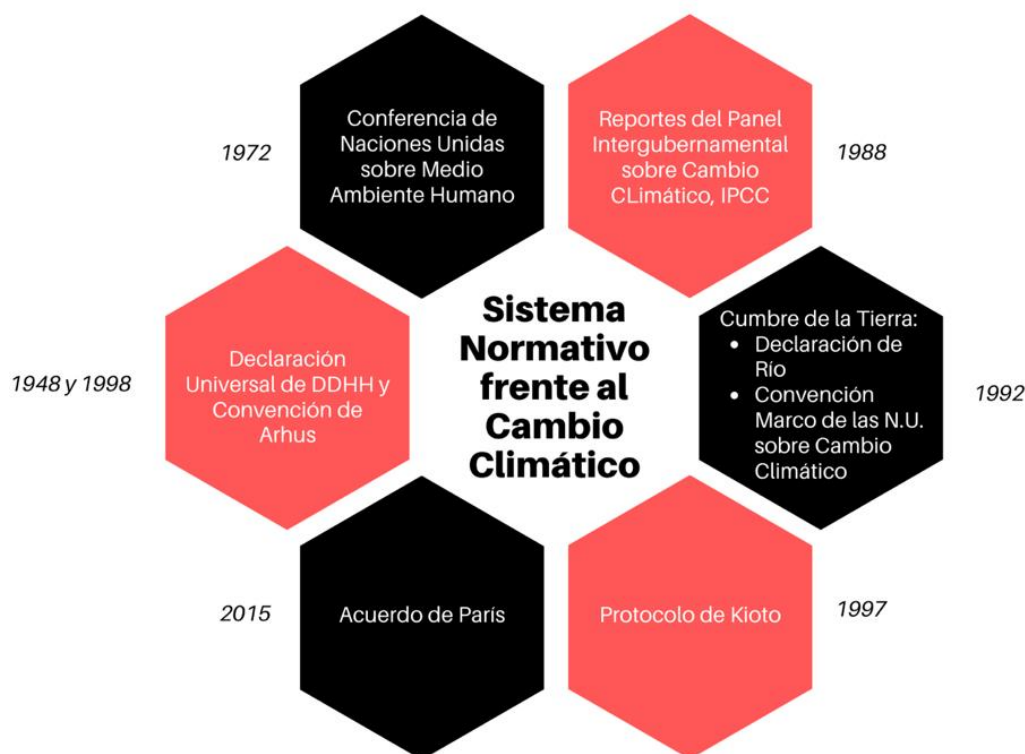 Conferencia de
Naciones Unidas
sobre Medio
Ambiente Humano
1972
Reportes del Panel
Intergubernamental
sobre Cambio
CLimático, IPCC
1988
Sistema
Normativo
frente al
Cambio
Climático
Declaración
Universal de DDHH y
Convención de
Arhus
1948 y 1998
Cumbre de la Tierra:
• Declaración de
Río
• Convención
Marco de las N.U.
sobre Cambio
Climático
1992
2015
Acuerdo de París
Protocolo de Kioto
1997